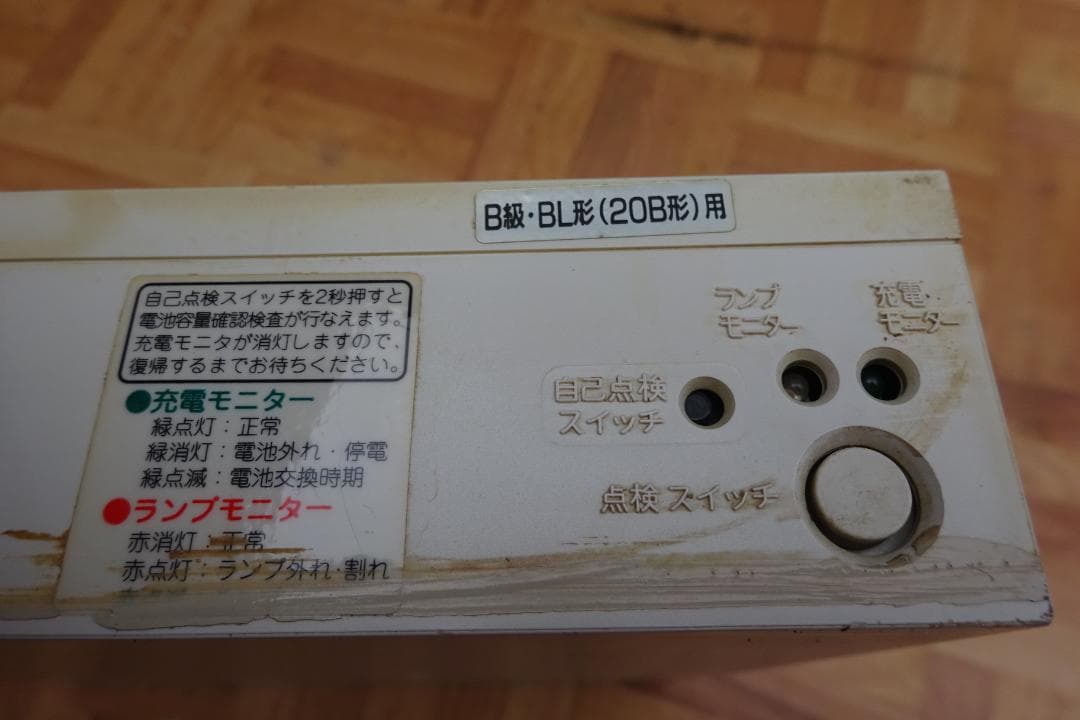 B級・BL形(20B形)用
自己点検スイッチを2秒押すと
電池容量確認検査が行なえます。
充電モニタが消灯しますので、
復帰するまでお待ちください。
●充電モニター
緑点灯：正常
緑消灯：電池外れ・停電
緑点滅：電池交換時期
●ランプモニター
赤消灯：正常
赤点灯：ランプ外れ・割れ
ランプ
モニター
充電
モニター
自己点検
スイッチ
点検スイッチ